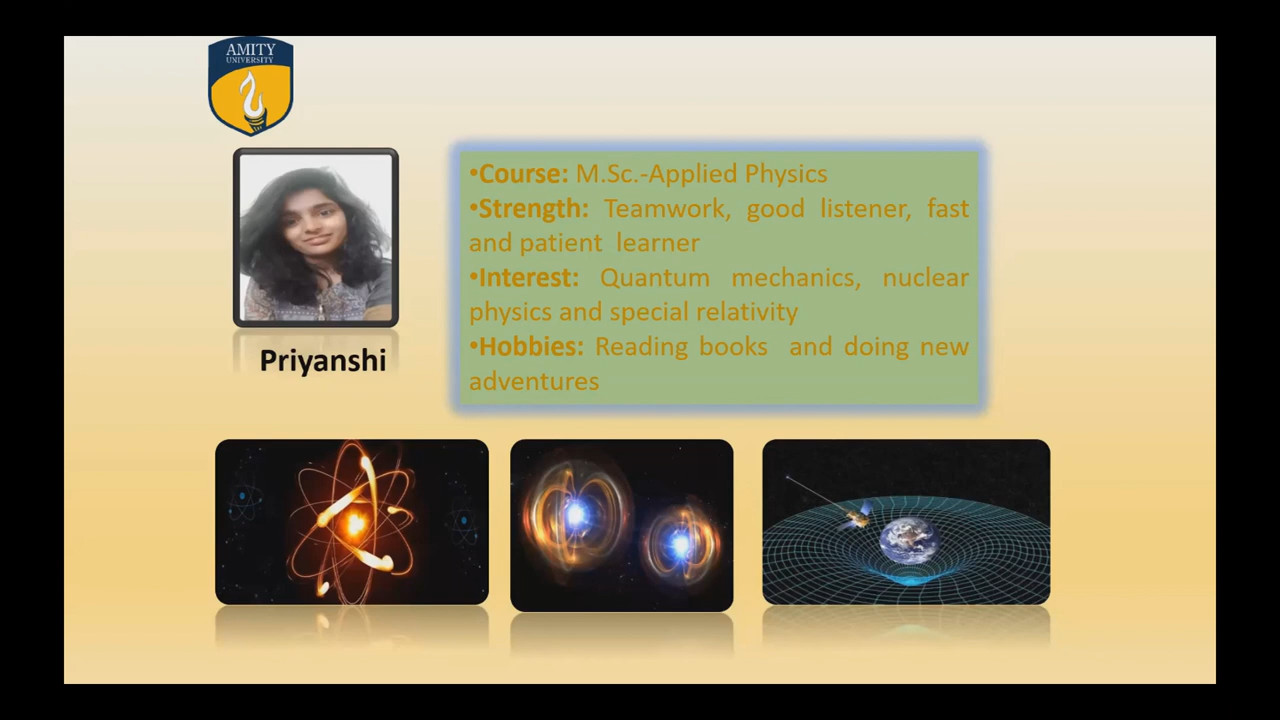 AMITY
UNIVERSITY
•Course: M.Sc.-Applied Physics
•Strength: Teamwork, good listener, fast
and patient learner
•Interest: Quantum mechanics, nuclear
physics and special relativity
•Hobbies: Reading books and doing new
adventures
Priyanshi